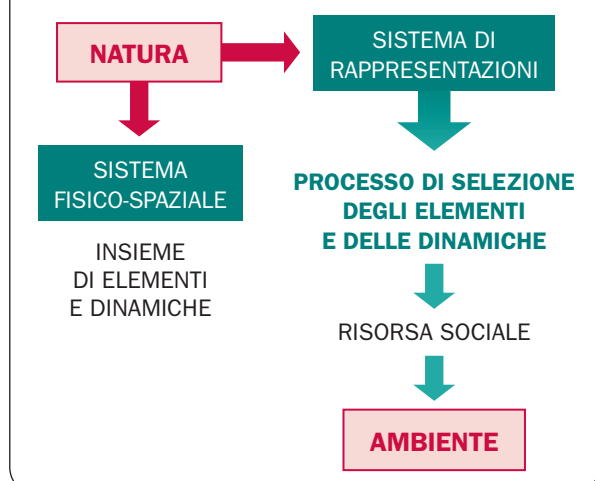 NATURA
SISTEMA DI
RAPPRESENTAZIONI
SISTEMA
FISICO-SPAZIALE
INSIEME
DI ELEMENTI
E DINAMICHE
PROCESSO DI SELEZIONE
DEGLI ELEMENTI
E DELLE DINAMICHE
RISORSA SOCIALE
AMBIENTE